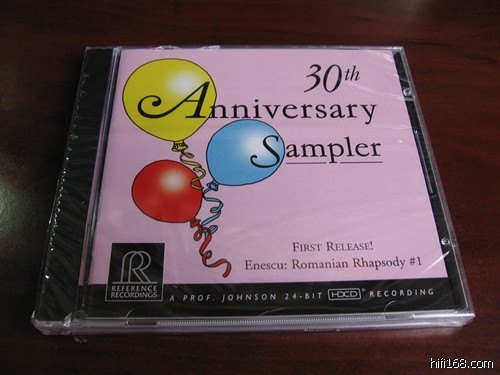 30th
Anniversary
Sampler
FIRST RELEASE!
Enescu: Romanian Rhapsody #1
RR
REFERENCE
RECORDINGS
A PROF. JOHNSON 24-BIT HDCD RECORDING
hifi168.com